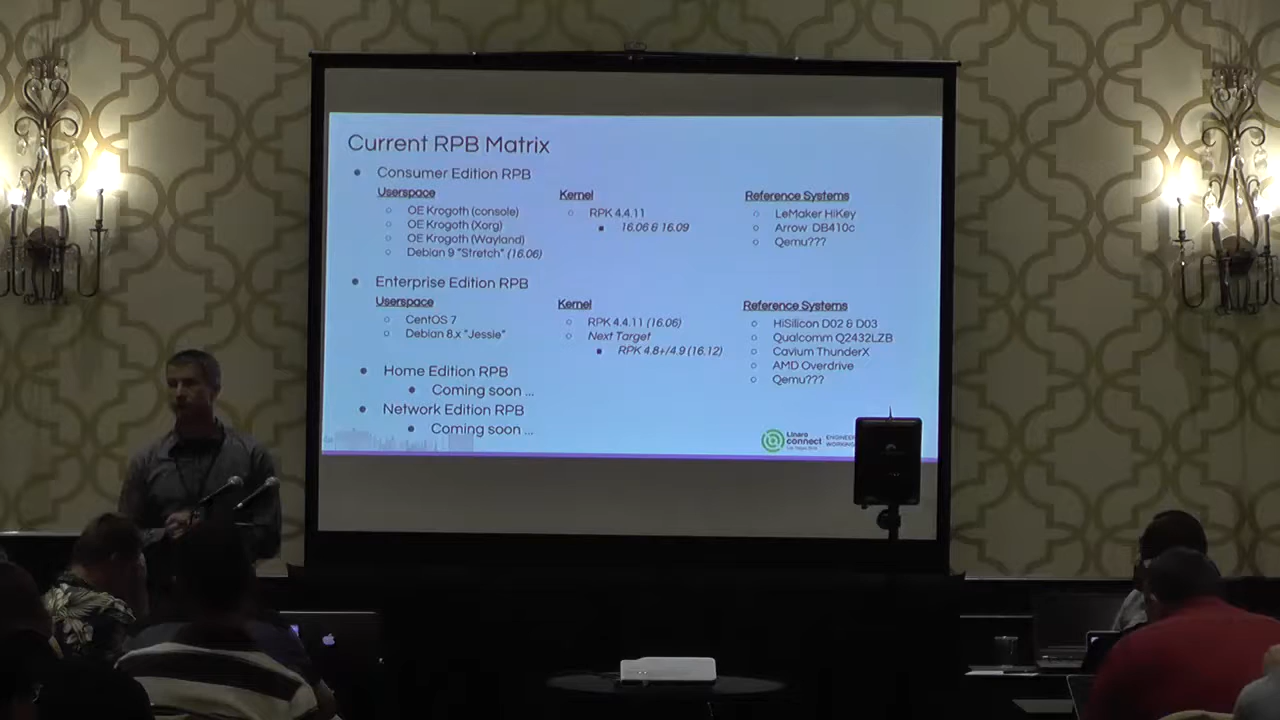 Current RPB Matrix
Consumer Edition RPB
Userspace
OE Krogoth (console)
OE Krogoth (Xorg)
OE Krogoth (Wayland)
Debian 9 "Stretch" (16.06)
Kernel
RPK 4.4.11
16.06 & 16.09
Reference Systems
LeMaker HiKey
Arrow DB410c
Qemu???
Enterprise Edition RPB
Userspace
CentOS 7
Debian 8.x "Jessie"
Kernel
RPK 4.4.11 (16.06)
Next Target
RPK 4.8+/4.9 (16.12)
Reference Systems
HiSilicon D02 & D03
Qualcomm Q2432LZB
Cavium ThunderX
AMD Overdrive
Qemu???
Home Edition RPB
Coming soon ...
Network Edition RPB
Coming soon ...
Linaro
connect